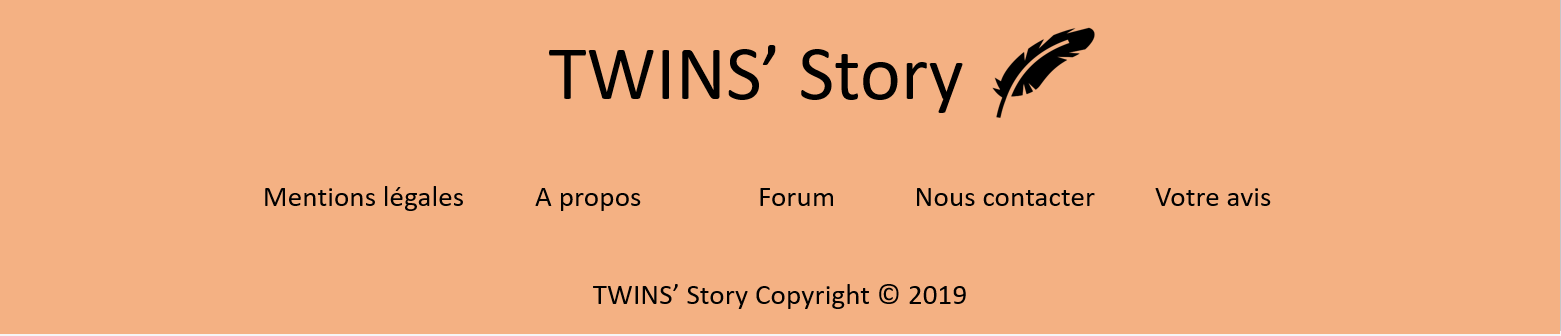 TWINS’ Story
Mentions légales A propos Forum Nous contacter Votre avis
TWINS’ Story Copyright © 2019